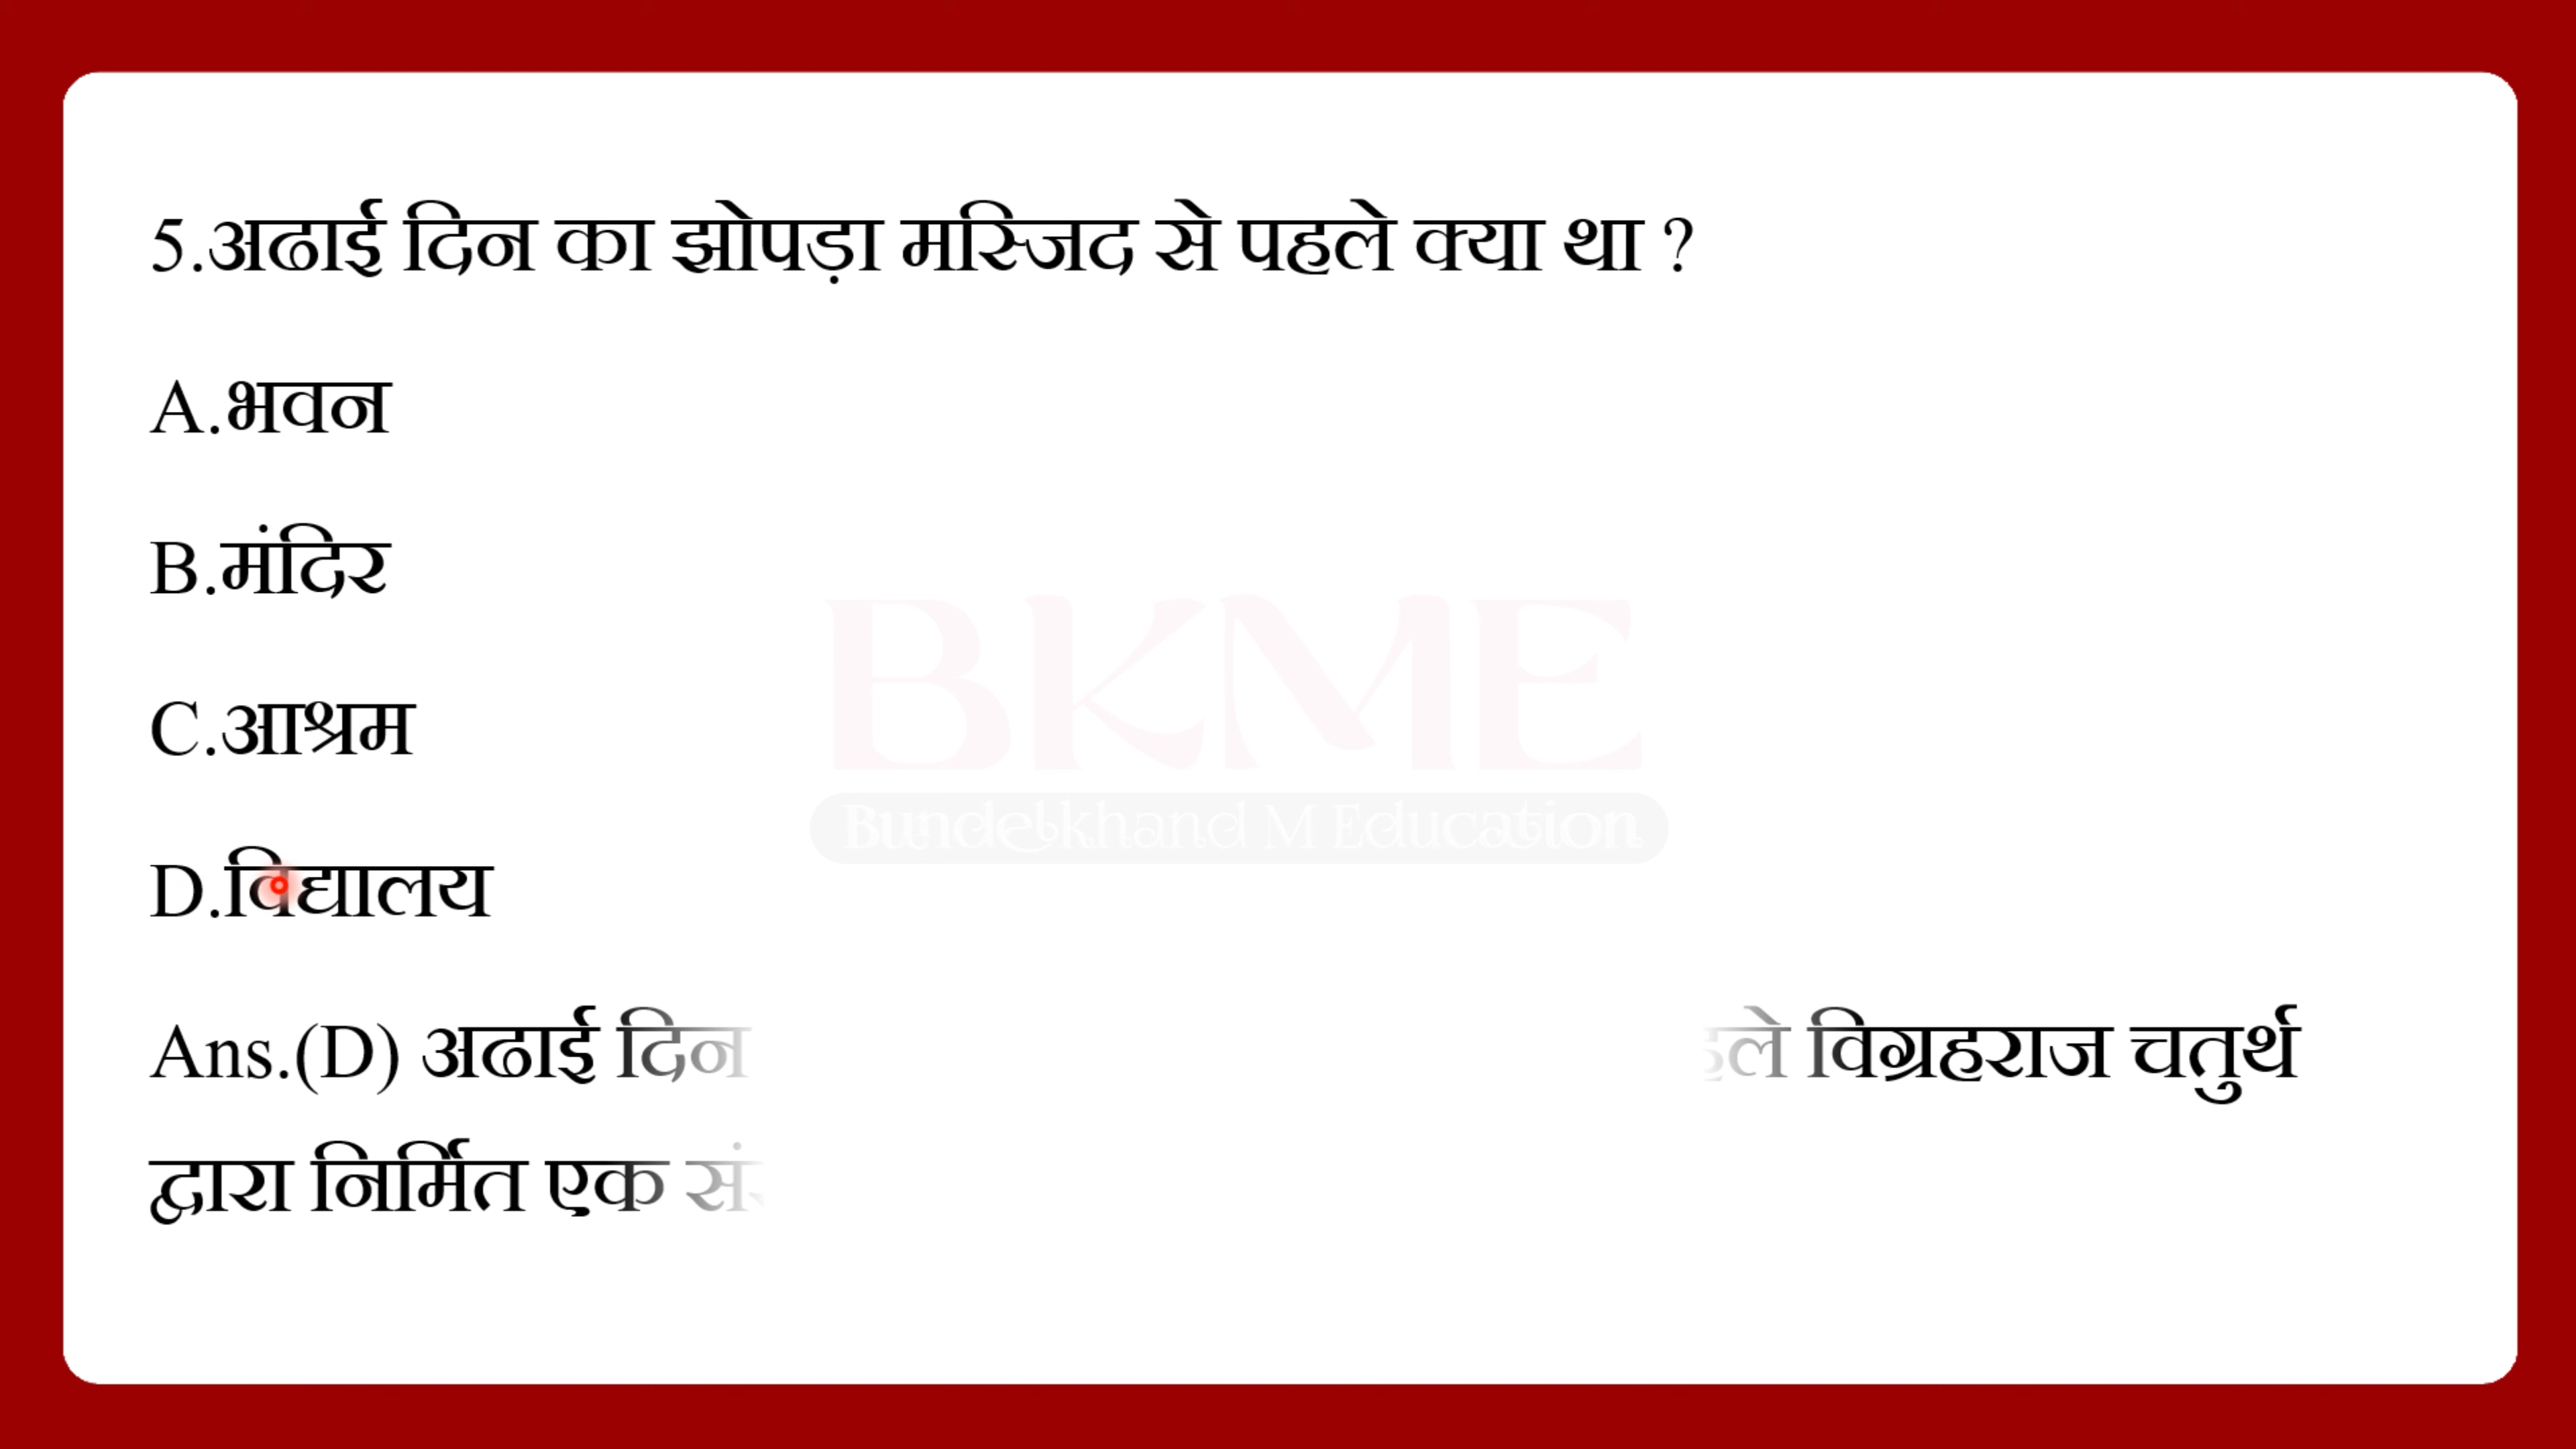 5.अढाई दिन का झोपड़ा मस्जिद से पहले क्या था ?
A.भवन
B.मंदिर
C.आश्रम
BKME
Bundelkhand M Education
D.विद्यालय
Ans.(D) अढाई दिन विग्रहराज चतुर्थ
द्वारा निर्मित एक